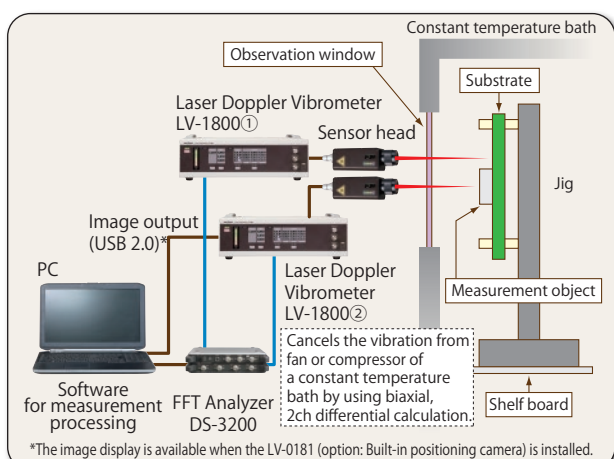 Constant temperature bath
Observation window
Substrate
Laser Doppler Vibrometer
LV-1800①
Sensor head
Jig
Image output
(USB 2.0)*
PC
Laser Doppler
Vibrometer
LV-1800②
Measurement object
Cancels the vibration from
fan or compressor of
a constant temperature
bath by using biaxial,
2ch differential calculation.
Software
for measurement
processing
FFT Analyzer
DS-3200
Shelf board
*The image display is available when the LV-0181 (option: Built-in positioning camera) is installed.